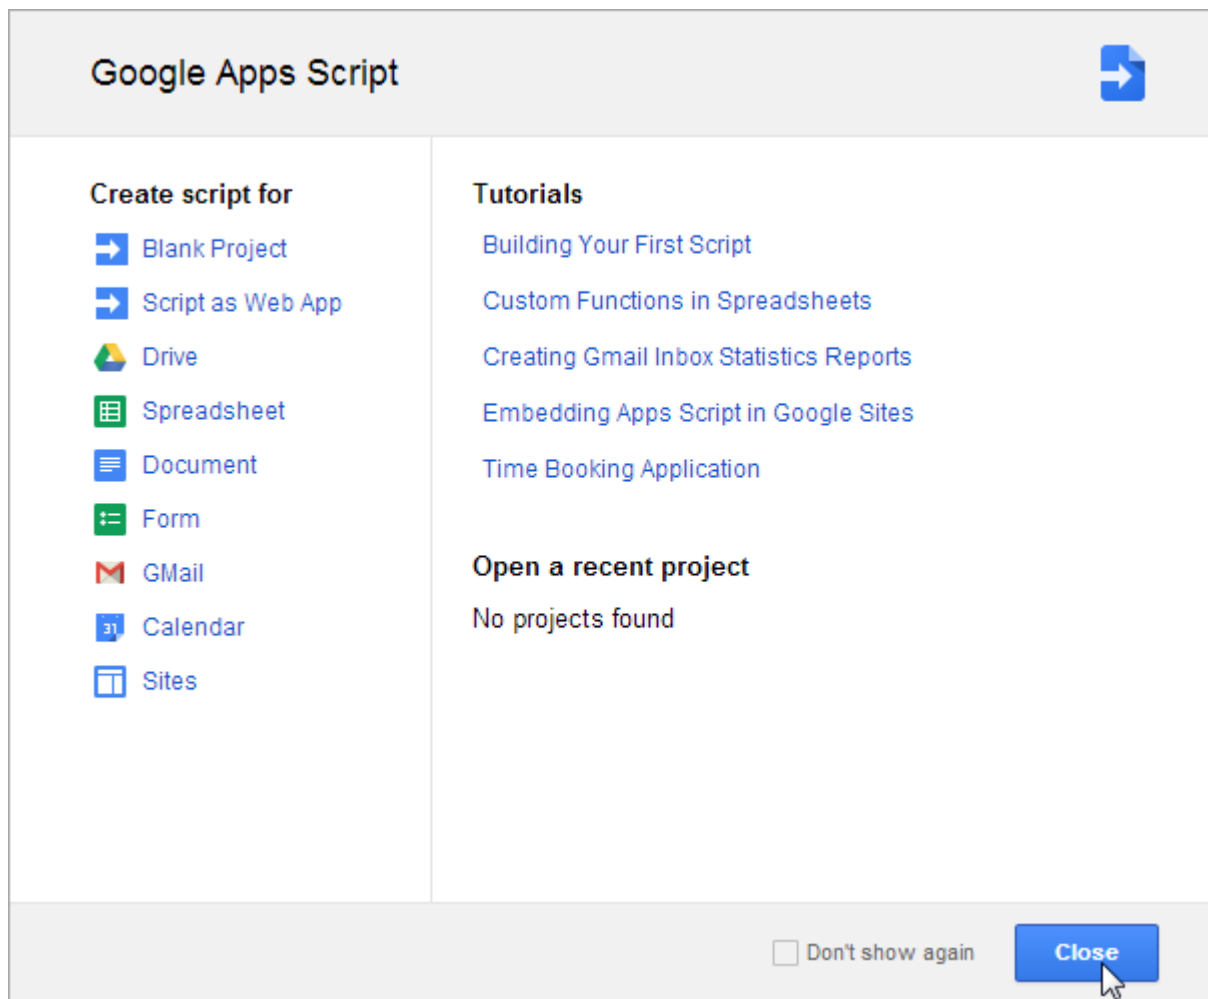 Google Apps Script
Create script for
Blank Project
Script as Web App
Drive
Spreadsheet
Document
Form
GMail
31 Calendar
Sites
Tutorials
Building Your First Script
Custom Functions in Spreadsheets
Creating Gmail Inbox Statistics Reports
Embedding Apps Script in Google Sites
Time Booking Application
Open a recent project
No projects found
Don't show again
Close